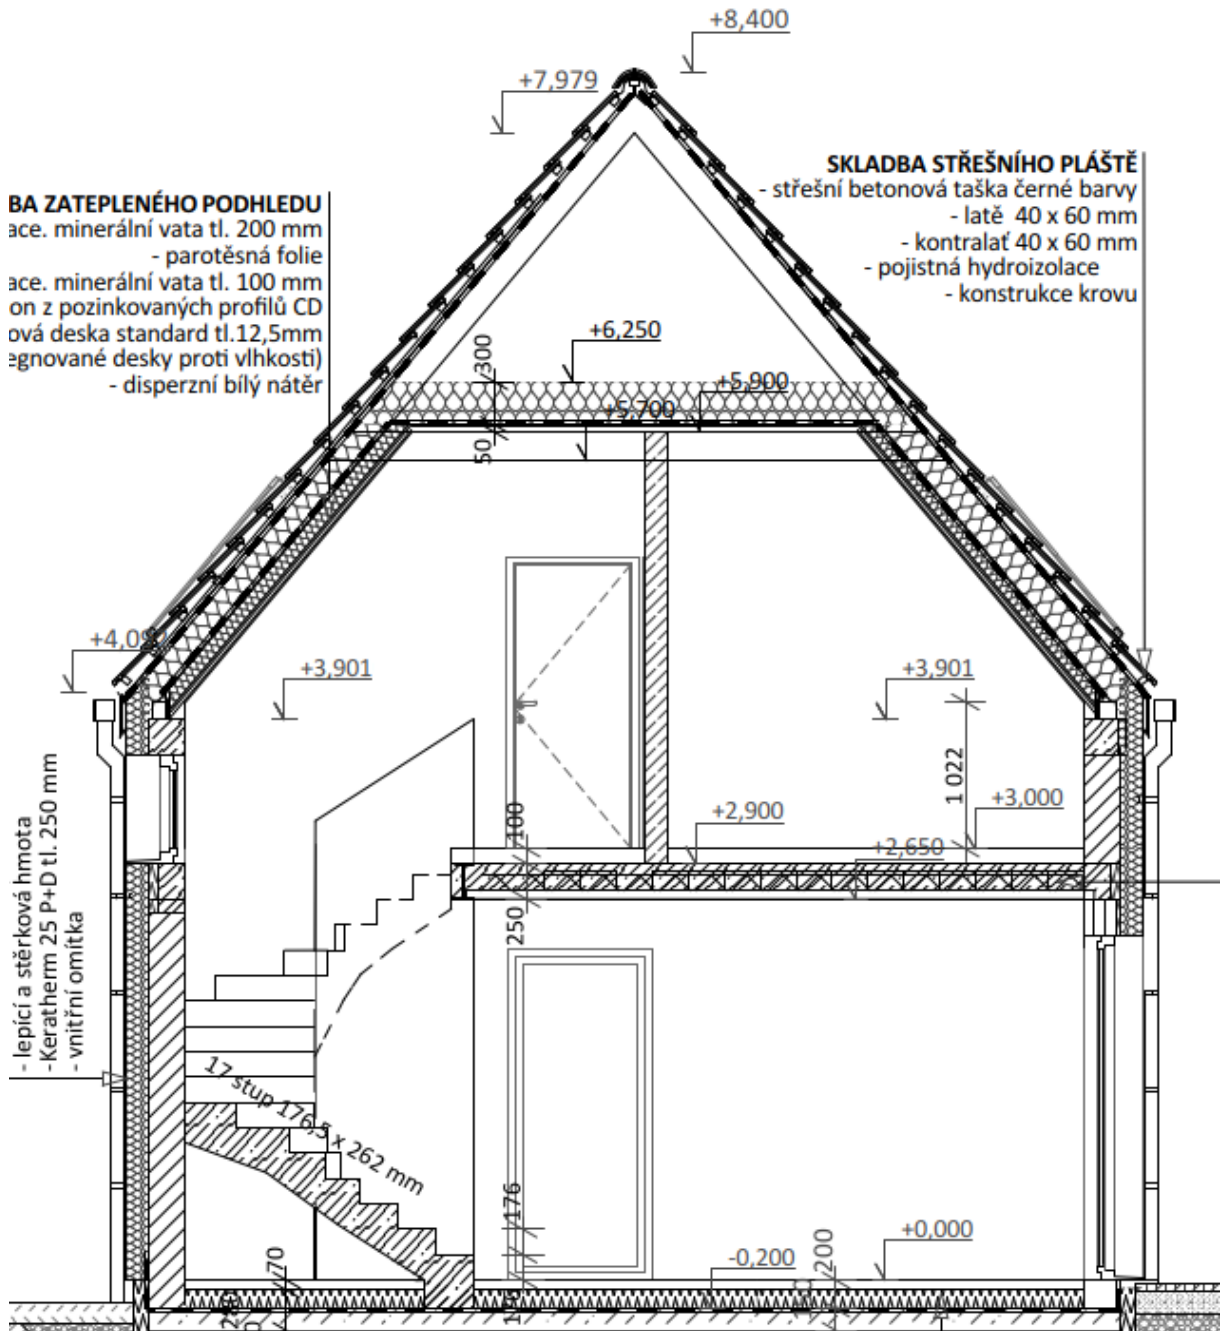 +8,400
+7,979
SKLADBA STŘEŠNÍHO PLÁŠTĚ
- střešní betonová taška černé barvy
- latě 40 x 60 mm
- kontralať 40 x 60 mm
- pojistná hydroizolace
- konstrukce krovu
BA ZATEPLENÉHO PODHLEDU
ace. minerální vata tl. 200 mm
- parotěsná folie
ace. minerální vata tl. 100 mm
on z pozinkovaných profilů CD
ová deska standard tl.12,5mm
egnované desky proti vlhkosti)
- disperzní bílý nátěr
+6,250
300
+5,900
+5,700
50
+4,09
+3,901
+3,901
1 022
+3,000
+2,900
100
+2,650
250
- lepící a stěrková hmota
-Keratherm 25 P+D tl. 250 mm
- vnitřní omítka
17 stup 176,5 x 262 mm
176
+0,000
-0,200
200
70